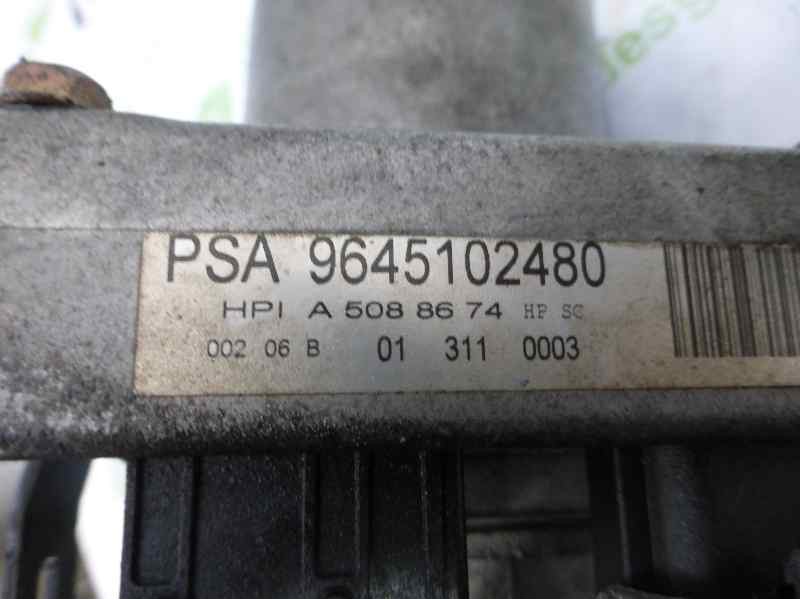 PSA 9645102480
HPI A 508 86 74 HP SC
002 06 B 01 311 0003